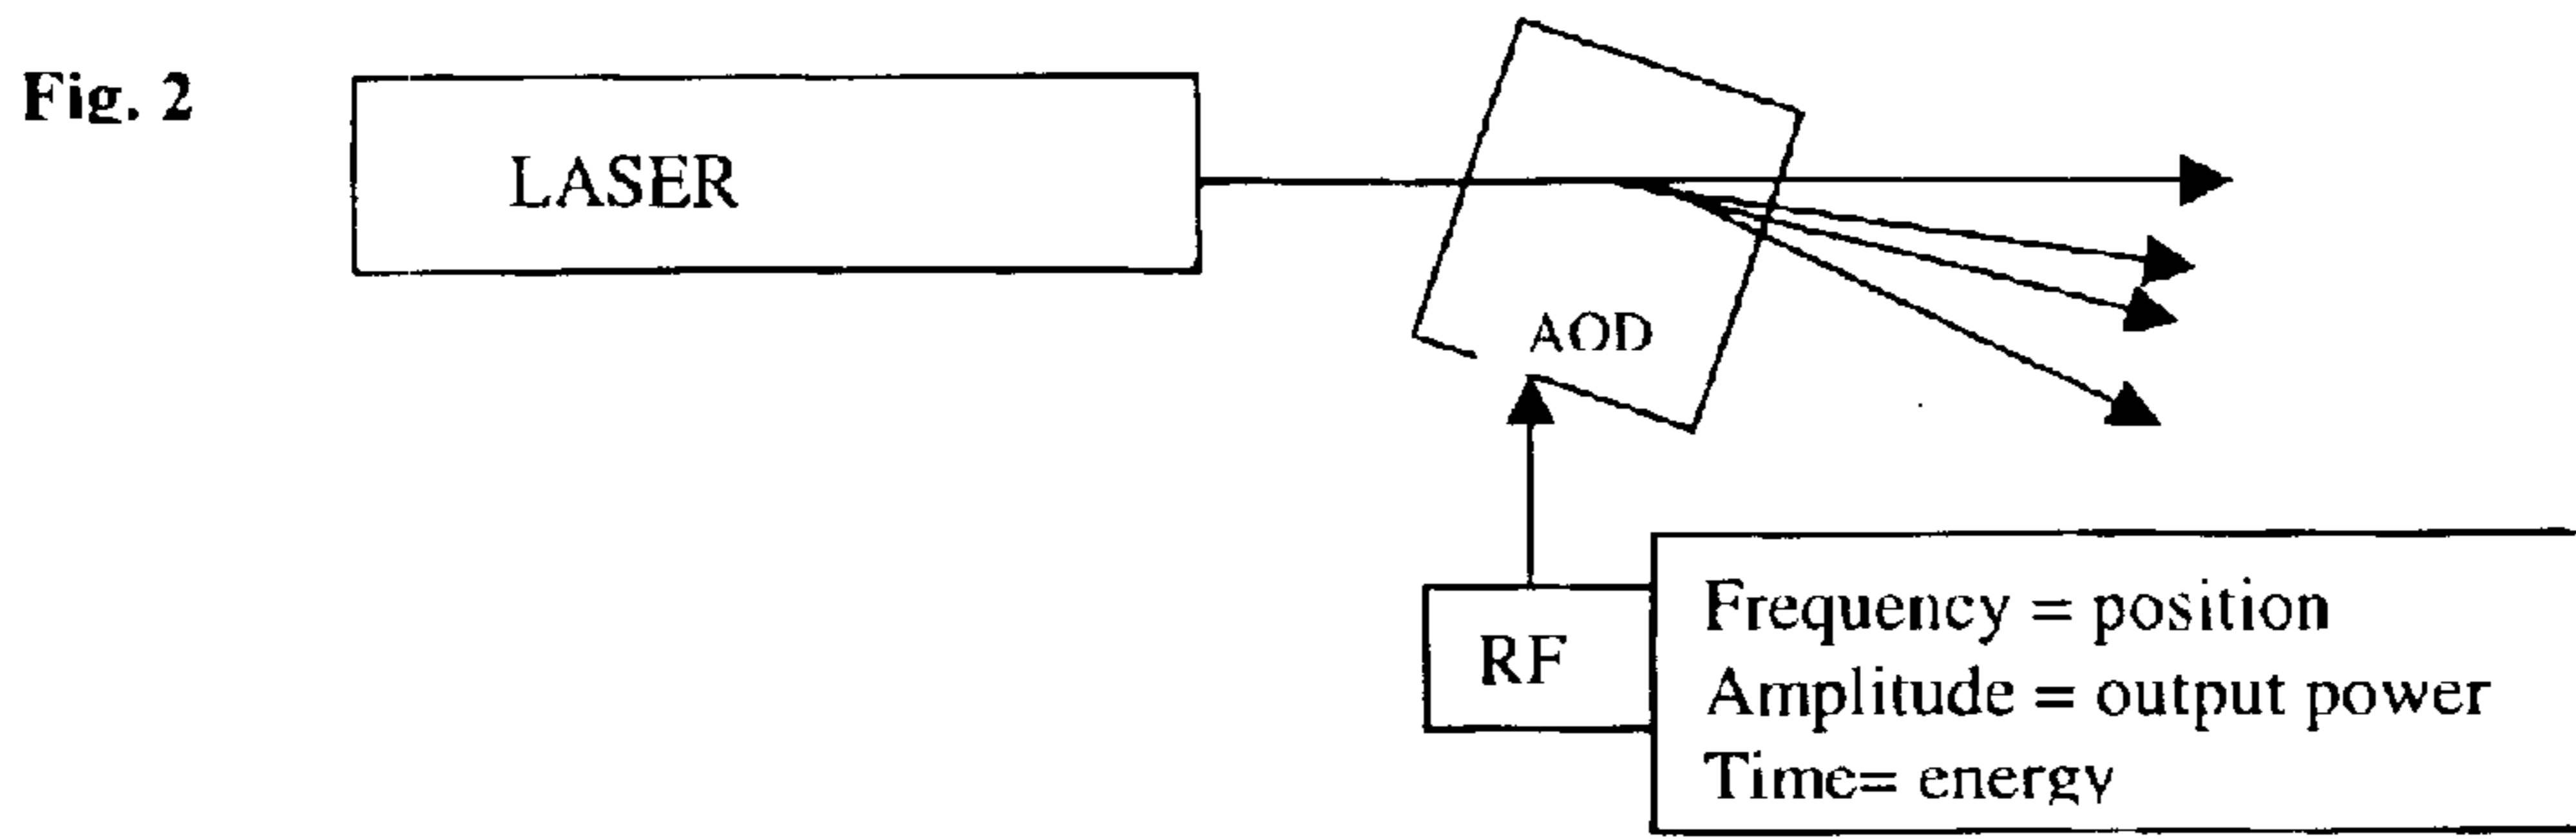 Fig. 2
LASER
AOD
RF
Frequency = position
Amplitude = output power
Time= energy